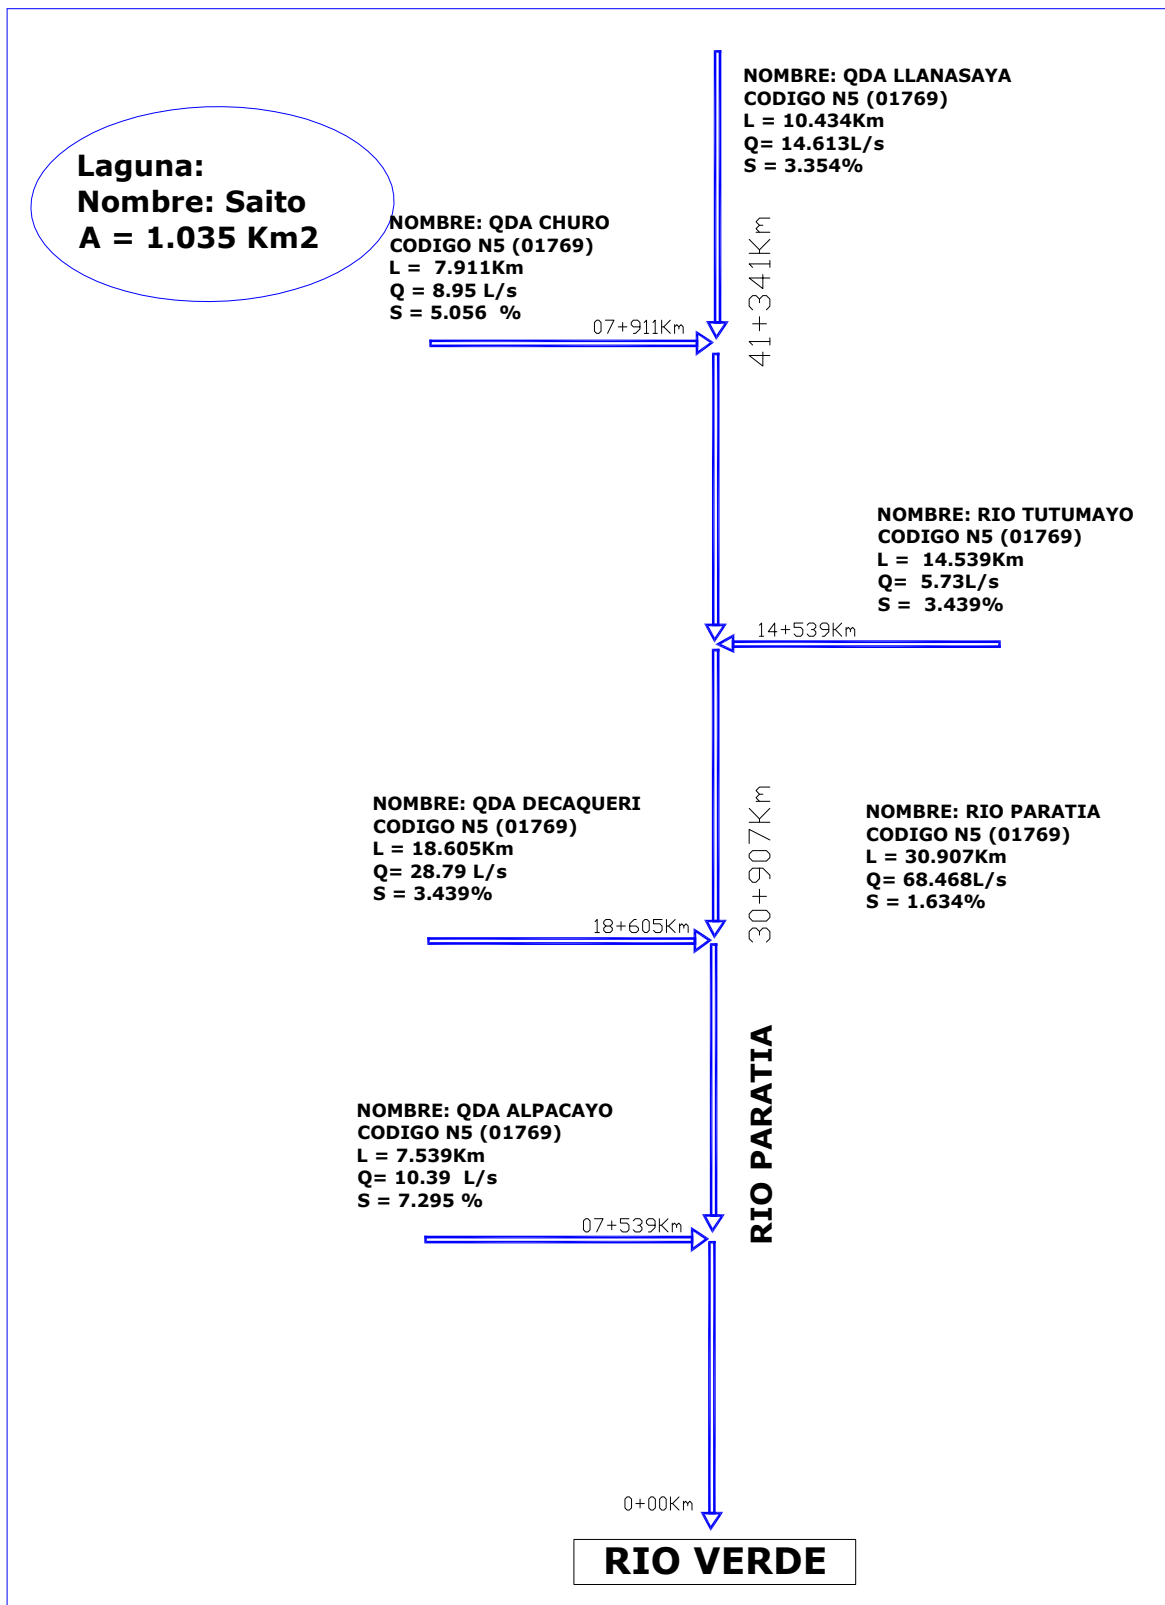 NOMBRE: QDA LLANASAYA
CODIGO N5 (01769)
L = 10.434Km
Q= 14.613L/s
S = 3.354%
Laguna:
Nombre: Saito
A = 1.035 Km2
NOMBRE: QDA CHURO
CODIGO N5 (01769)
L = 7.911Km
Q = 8.95 L/s
S = 5.056 %
07+911Km
41+341Km
NOMBRE: RIO TUTUMAYO
CODIGO N5 (01769)
L = 14.539Km
Q= 5.73L/s
S = 3.439%
14+539Km
NOMBRE: QDA DECAQUERI
CODIGO N5 (01769)
L = 18.605Km
Q= 28.79 L/s
S = 3.439%
18+605Km
30+907Km
NOMBRE: RIO PARATIA
CODIGO N5 (01769)
L = 30.907Km
Q= 68.468L/s
S = 1.634%
RIO PARATIA
NOMBRE: QDA ALPACAYO
CODIGO N5 (01769)
L = 7.539Km
Q= 10.39 L/s
S = 7.295 %
07+539Km
0+00Km
RIO VERDE